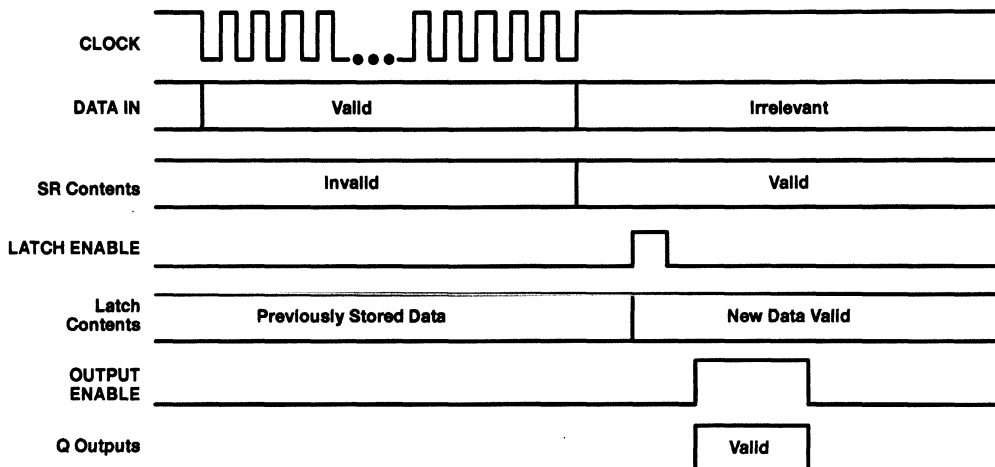 CLOCK
DATA IN
Valid
Irrelevant
SR Contents
Invalid
Valid
LATCH ENABLE
Latch
Contents
Previously Stored Data
New Data Valid
OUTPUT
ENABLE
Q Outputs
Valid